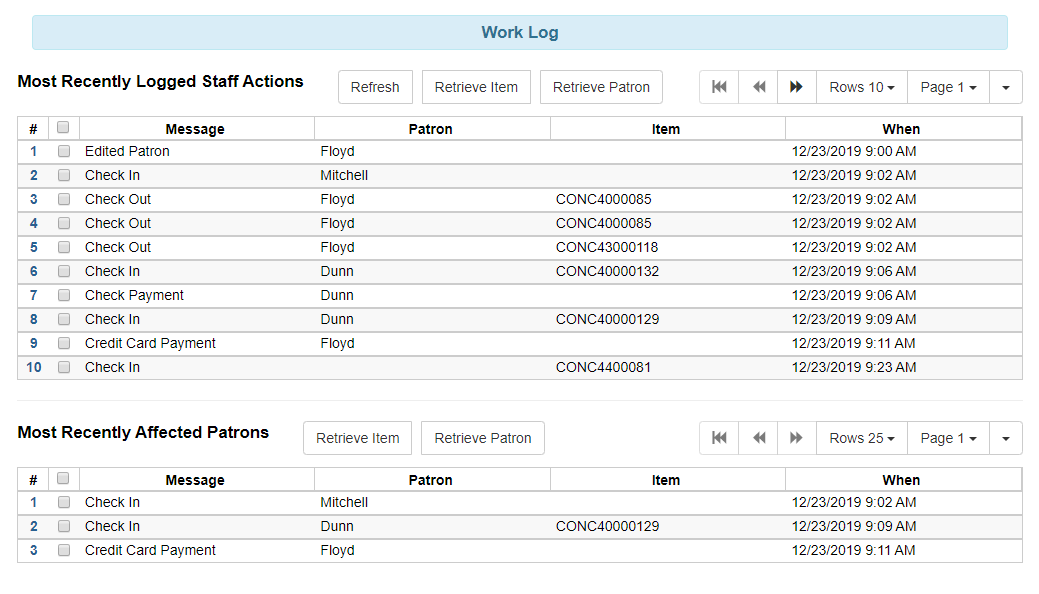 Work Log
Most Recently Logged Staff Actions Refresh Retrieve Item Retrieve Patron Rows 10 Page 1
# Message Patron Item When
1 Edited Patron Floyd 12/23/2019 9:00 AM
2 Check In Mitchell 12/23/2019 9:02 AM
3 Check Out Floyd CONC4000085 12/23/2019 9:02 AM
4 Check Out Floyd CONC4000085 12/23/2019 9:02 AM
5 Check Out Floyd CONC43000118 12/23/2019 9:02 AM
6 Check In Dunn CONC40000132 12/23/2019 9:06 AM
7 Check Payment Dunn 12/23/2019 9:06 AM
8 Check In Dunn CONC40000129 12/23/2019 9:09 AM
9 Credit Card Payment Floyd 12/23/2019 9:11 AM
10 Check In CONC4400081 12/23/2019 9:23 AM
Most Recently Affected Patrons Retrieve Item Retrieve Patron Rows 25 Page 1
# Message Patron Item When
1 Check In Mitchell 12/23/2019 9:02 AM
2 Check In Dunn CONC40000129 12/23/2019 9:09 AM
3 Credit Card Payment Floyd 12/23/2019 9:11 AM